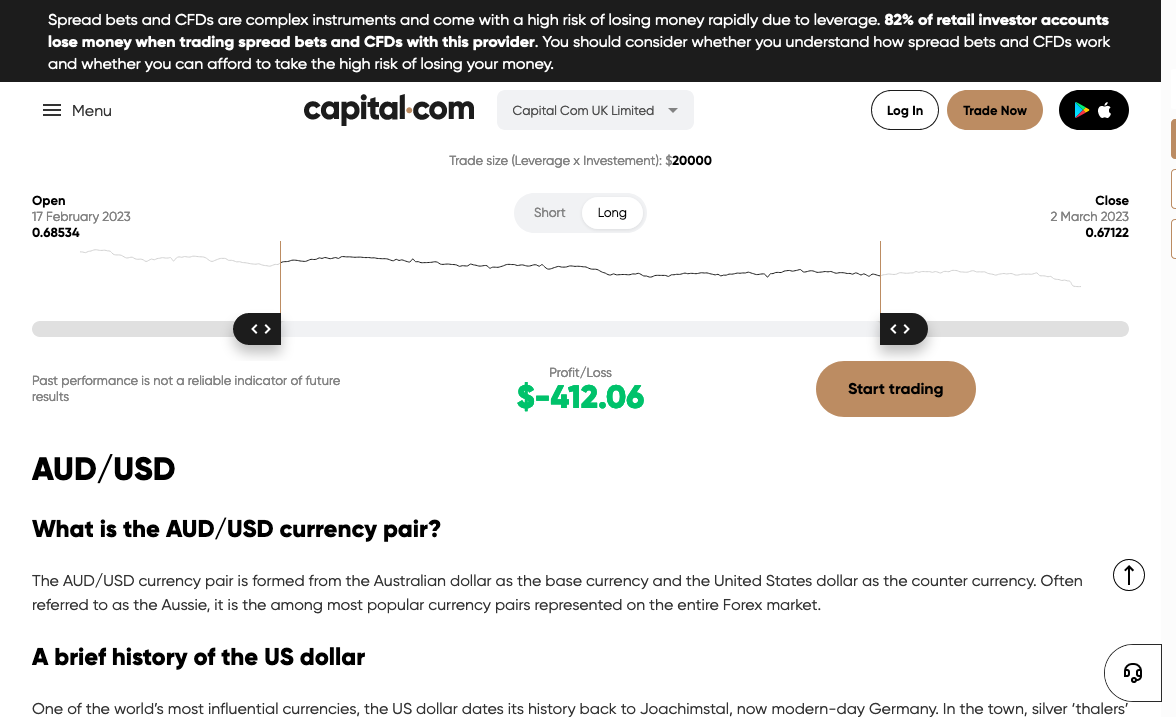 Spread bets and CFDs are complex instruments and come with a high risk of losing money rapidly due to leverage. 82% of retail investor accounts
lose money when trading spread bets and CFDs with this provider. You should consider whether you understand how spread bets and CFDs work
and whether you can afford to take the high risk of losing your money.
Menu
capital.com
Capital Com UK Limited
Log In
Trade Now
Trade size (Leverage x Investement): $20000
Open
17 February 2023
0.68534
Short
Long
Close
2 March 2023
0.67122
Past performance is not a reliable indicator of future
results
Profit/Loss
$-412.06
Start trading
AUD/USD
What is the AUD/USD currency pair?
The AUD/USD currency pair is formed from the Australian dollar as the base currency and the United States dollar as the counter currency. Often
referred to as the Aussie, it is the among most popular currency pairs represented on the entire Forex market.
A brief history of the US dollar
One of the world's most influential currencies, the US dollar dates its history back to Joachimstal, now modern-day Germany. In the town, silver ‘thalers’